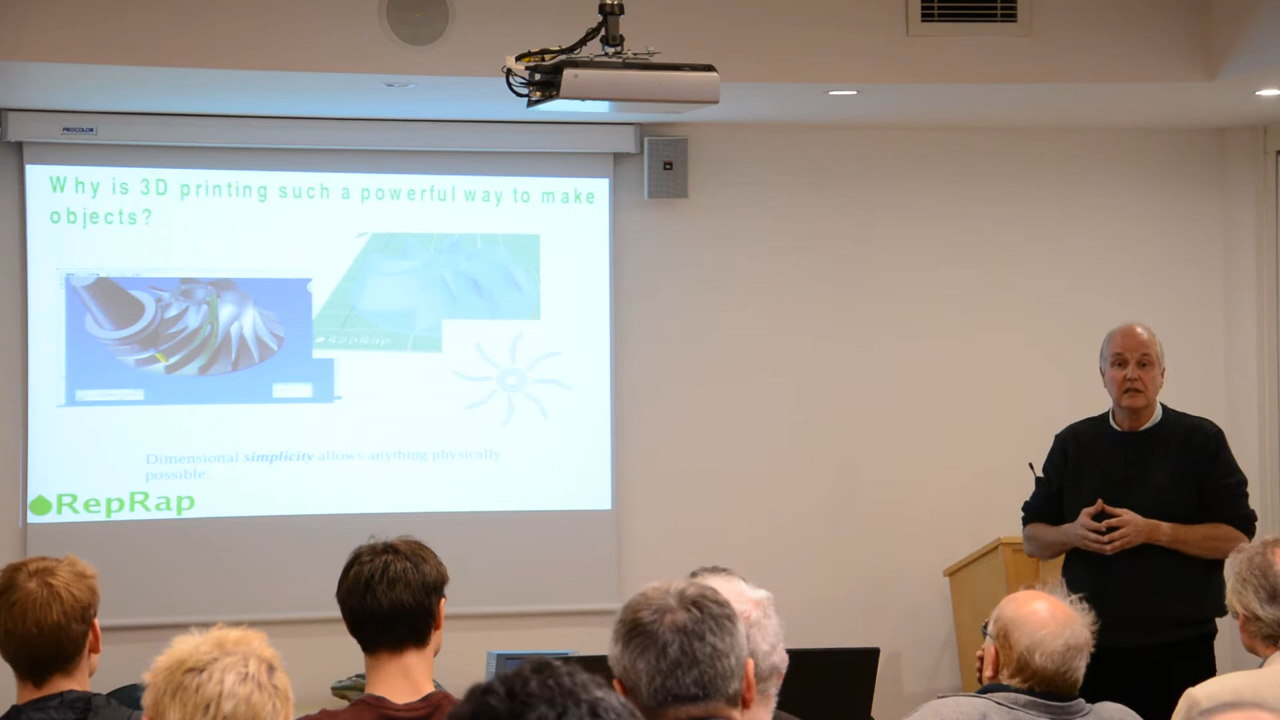 PROCOLOR
Why is 3D printing such a powerful way to make
objects?
Dimensional simplicity allows anything physically
possible.
RepRap